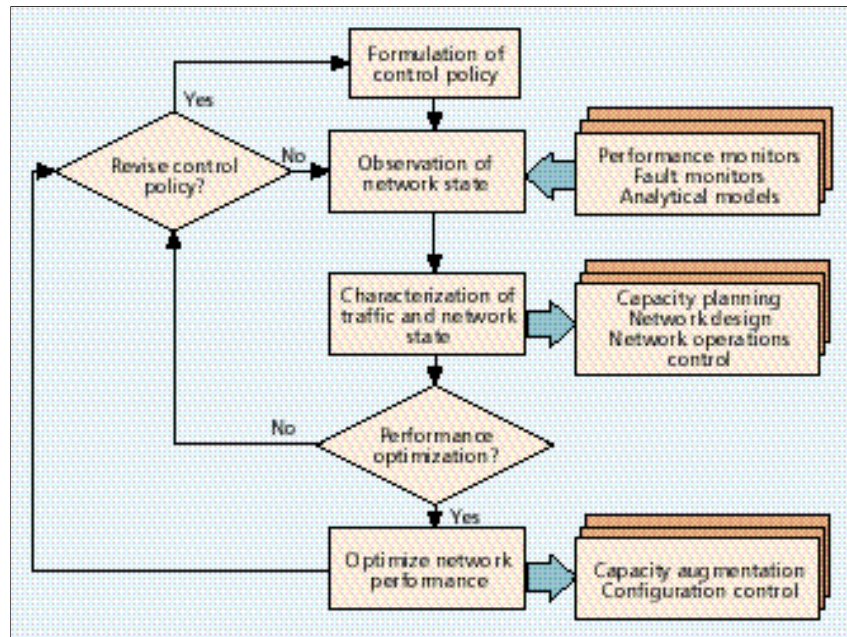 Formulation of
control policy
Yes
Revise control
policy?
No
Observation of
network state
Performance monitors
Fault monitors
Analytical models
Characterization of
traffic and network
state
Capacity planning
Network design
Network operations
control
No
Performance
optimization?
Yes
Optimize network
performance
Capacity augmentation
Configuration control